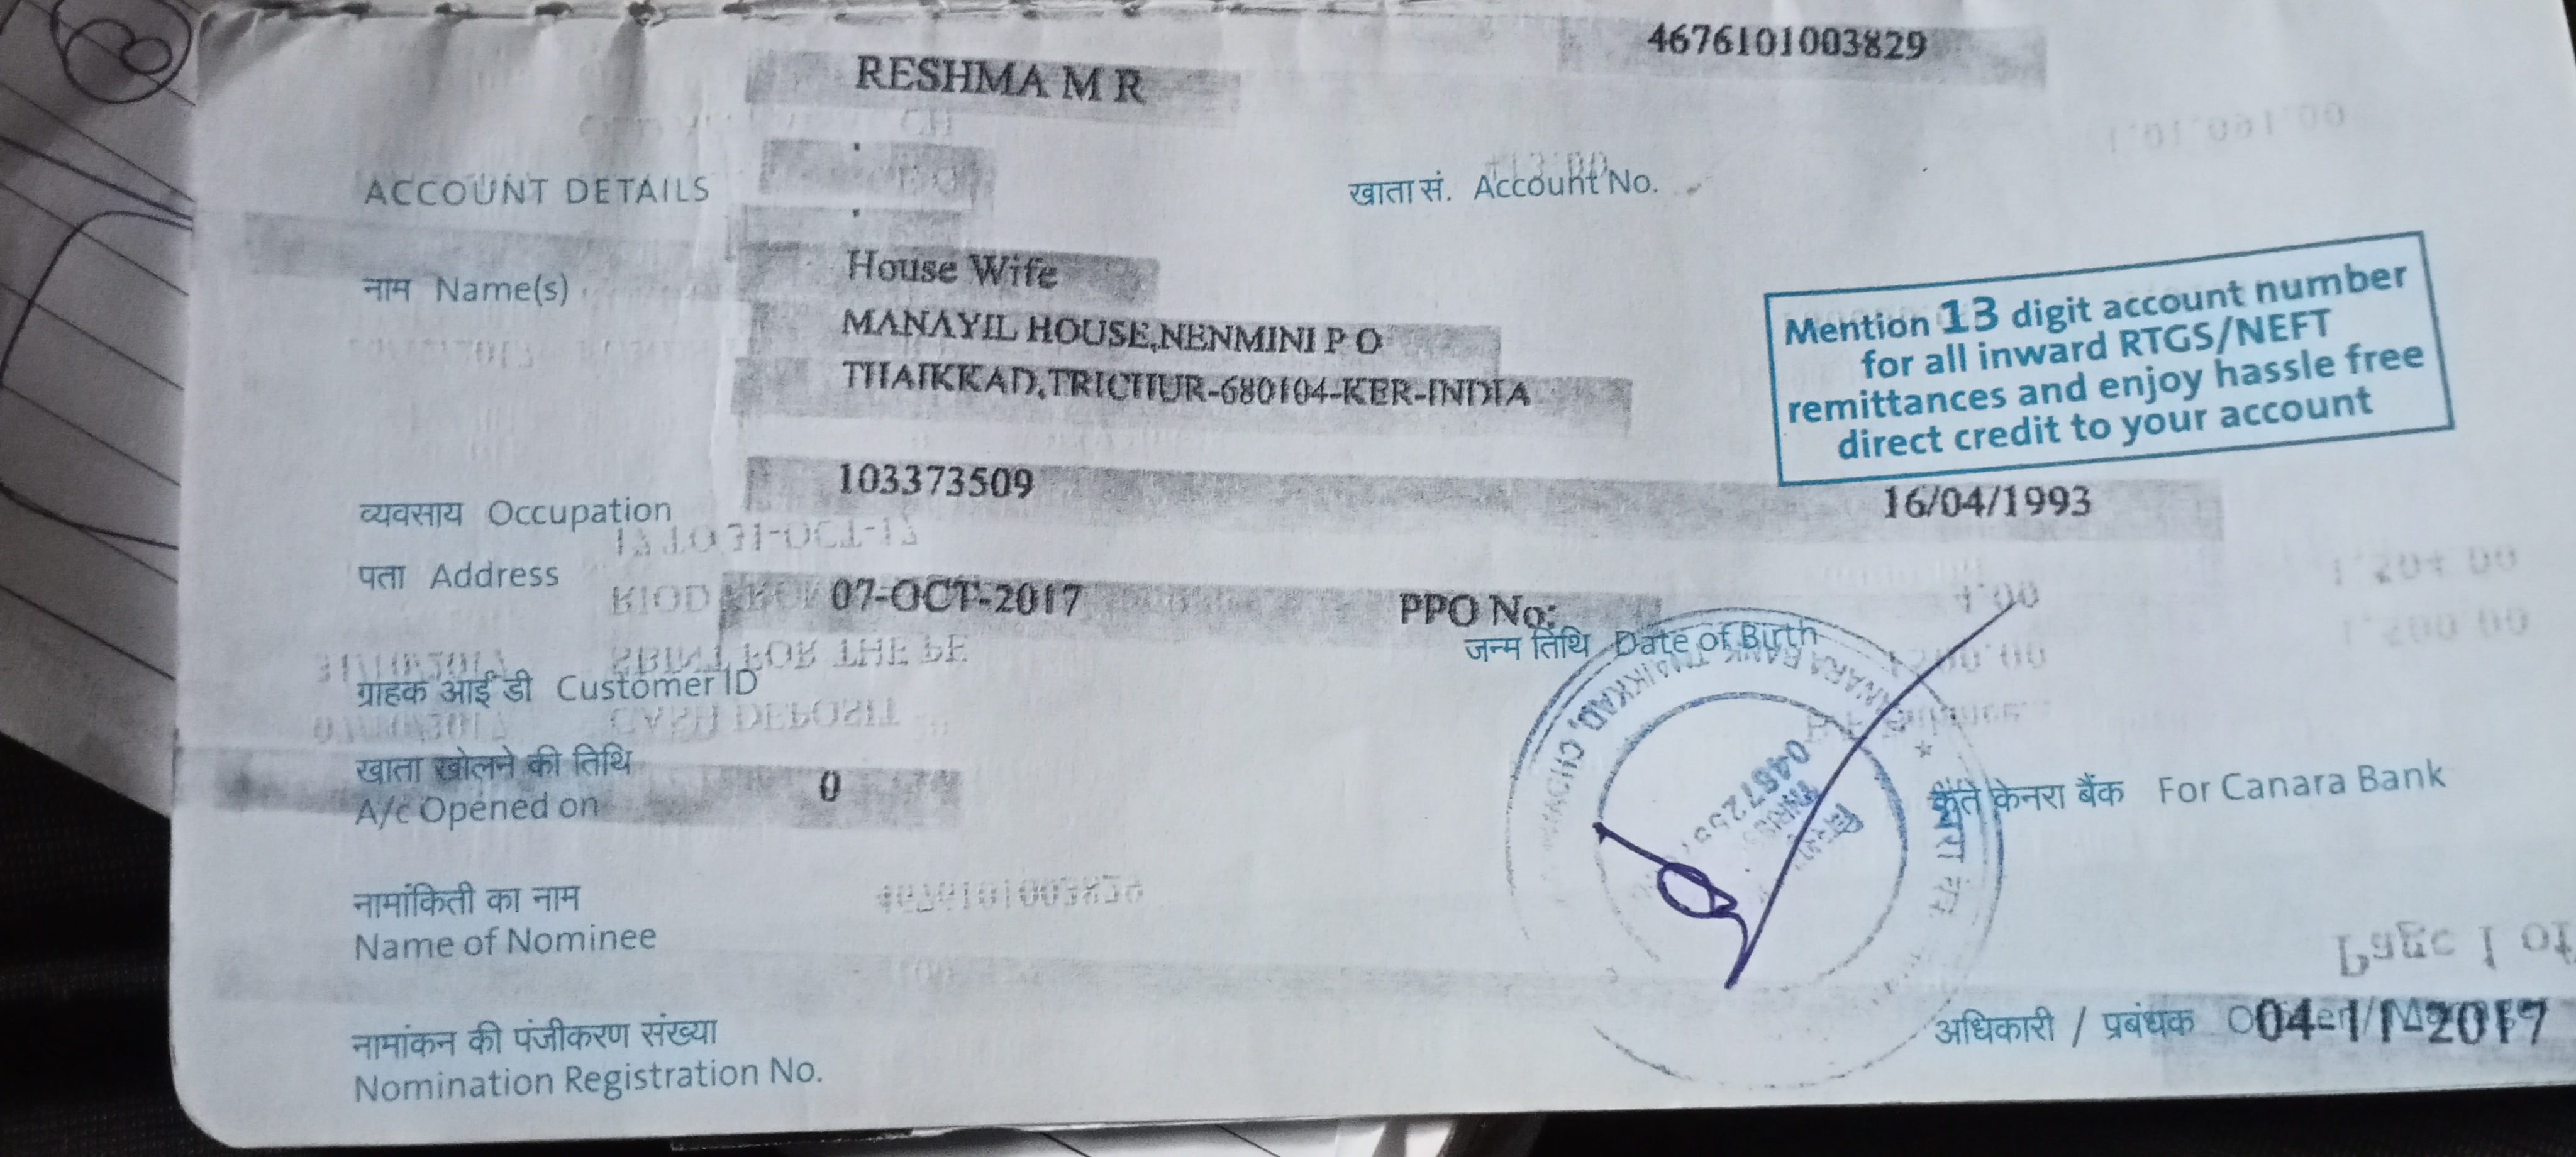 4676101003829
RESHMA M R
ACCOUNT DETAILS
खाता सं. Account No.
House Wife
नाम Name(s)
MANAYIL HOUSE,NENMINI P O
THAIKKAD,TRICHUR-680104-KER-INDIA
Mention 13 digit account number
for all inward RTGS/NEFT
remittances and enjoy hassle free
direct credit to your account
103373509
16/04/1993
व्यवसाय Occupation
पता Address
07-OCT-2017
PPO No:
जन्म तिथि Date of Birth
ग्राहक आई डी Customer ID
खाता खोलने की तिथि
A/c Opened on
0
कृते केनरा बैंक For Canara Bank
CANARA BANK THAIKKAD,
नामांकिती का नाम
Name of Nominee
अधिकारी / प्रबंधक
04-11-2017
नामांकन की पंजीकरण संख्या
Nomination Registration No.